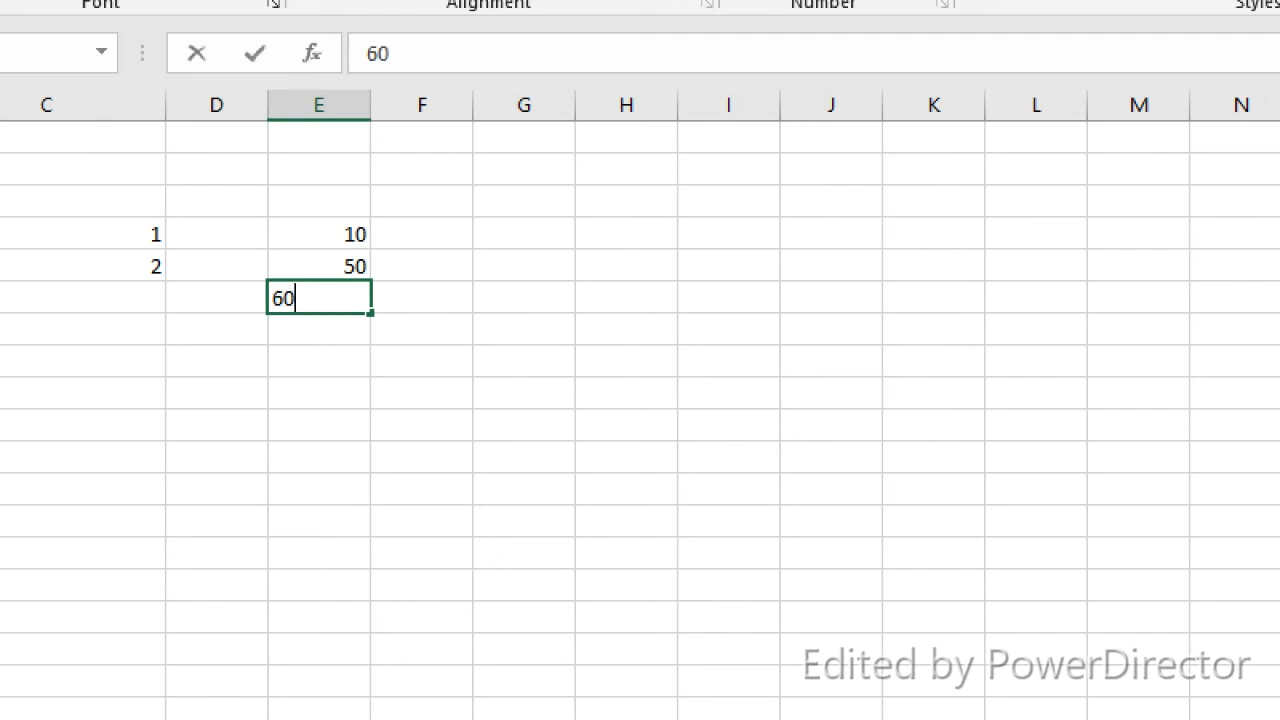 Font Alignment Number Styles
fx 60
C D E F G H I J K L M N
1 10
2 50
60
Edited by PowerDirector